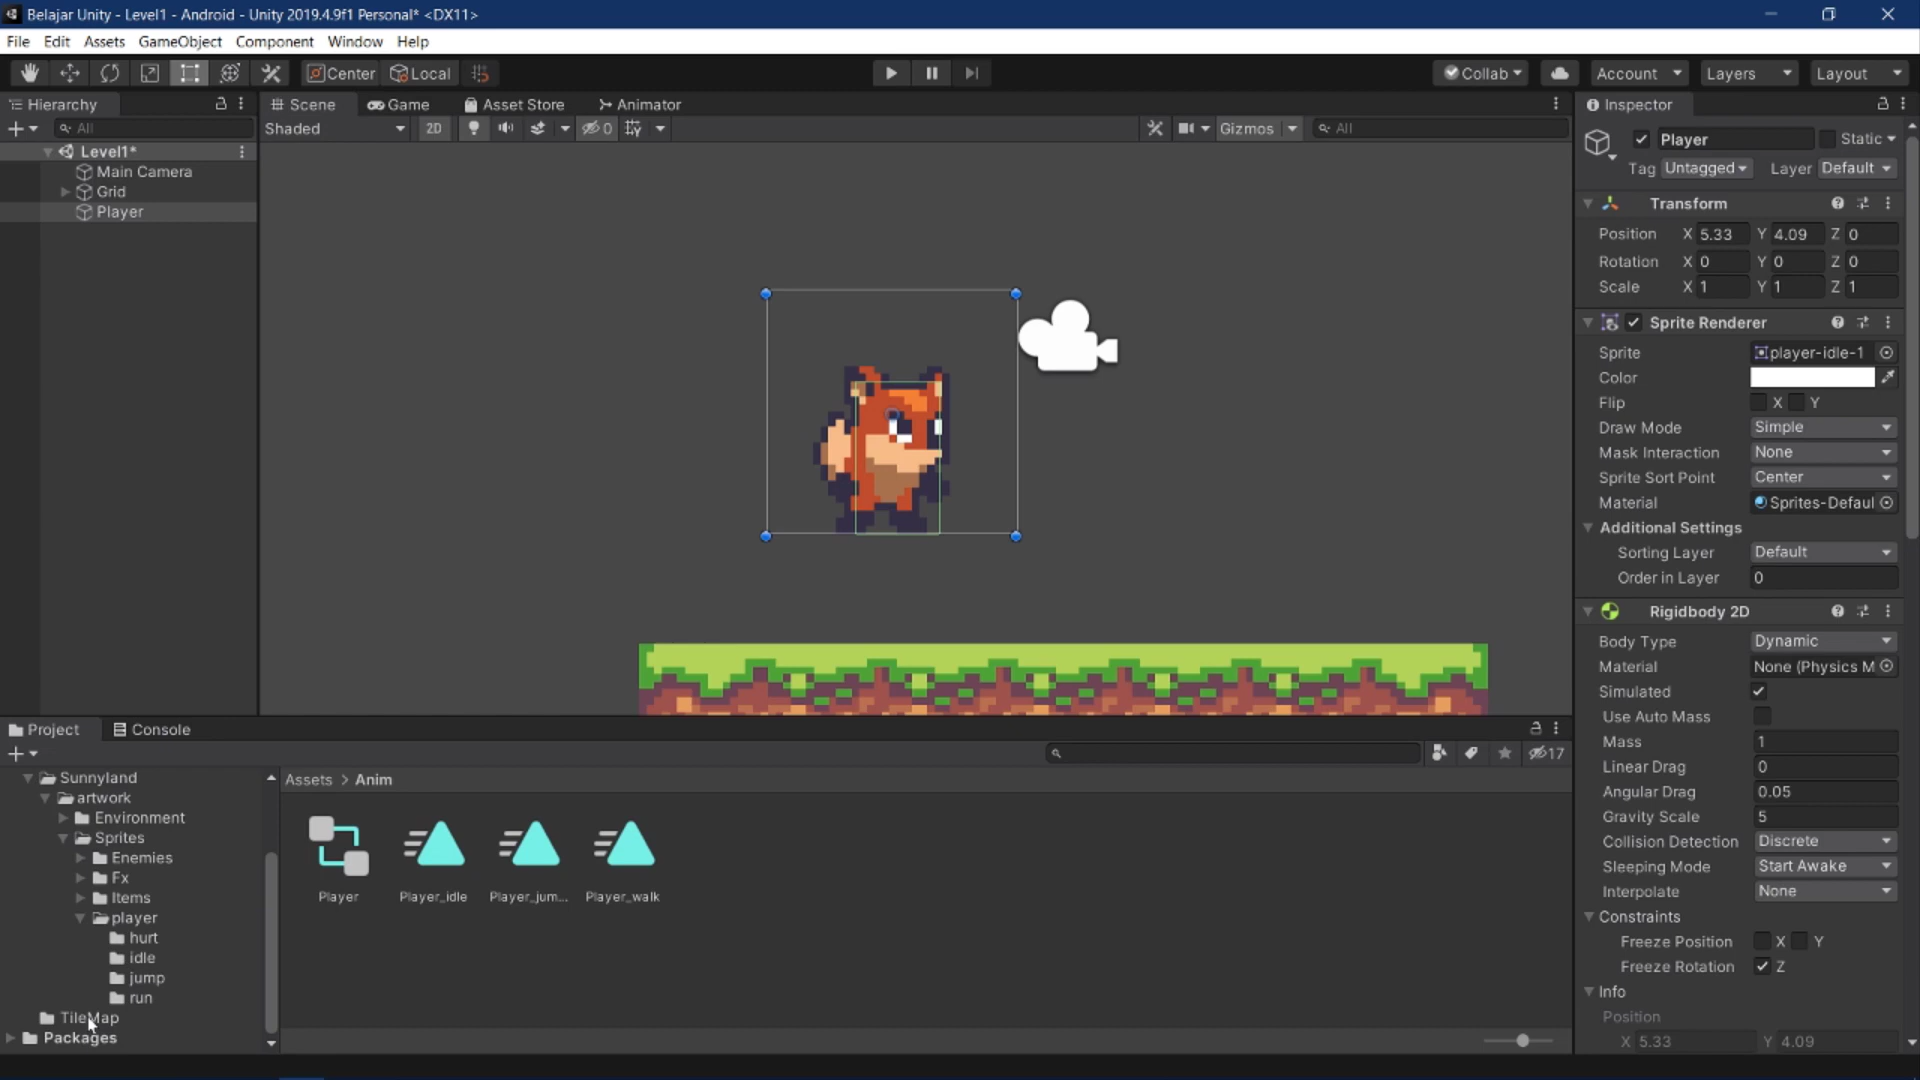 Belajar Unity - Level1 - Android - Unity 2019.4.9f1 Personal* <DX11>
File Edit Assets GameObject Component Window Help
Center Local Collab Account Layers Layout
Hierarchy Scene Game Asset Store Animator Inspector
All Shaded 2D 0 Gizmos All
Player Static
Tag Untagged Layer Default
Level1*
Main Camera
Grid
Player
Transform
Position X 5.33 Y 4.09 Z 0
Rotation X 0 Y 0 Z 0
Scale X 1 Y 1 Z 1
Sprite Renderer
Sprite player-idle-1
Color
Flip X Y
Draw Mode Simple
Mask Interaction None
Sprite Sort Point Center
Material Sprites-Defaul
Additional Settings
Sorting Layer Default
Order in Layer 0
Rigidbody 2D
Body Type Dynamic
Material None (Physics M
Simulated
Use Auto Mass
Mass 1
Linear Drag 0
Angular Drag 0.05
Gravity Scale 5
Collision Detection Discrete
Sleeping Mode Start Awake
Interpolate None
Constraints
Freeze Position X Y
Freeze Rotation Z
Info
Position
X 5.33 Y 4.09
Project Console
17
Sunnyland
artwork
Environment
Sprites
Enemies
Fx
Items
player
hurt
idle
jump
run
TileMap
Packages
Assets > Anim
Player Player_idle Player_jum... Player_walk